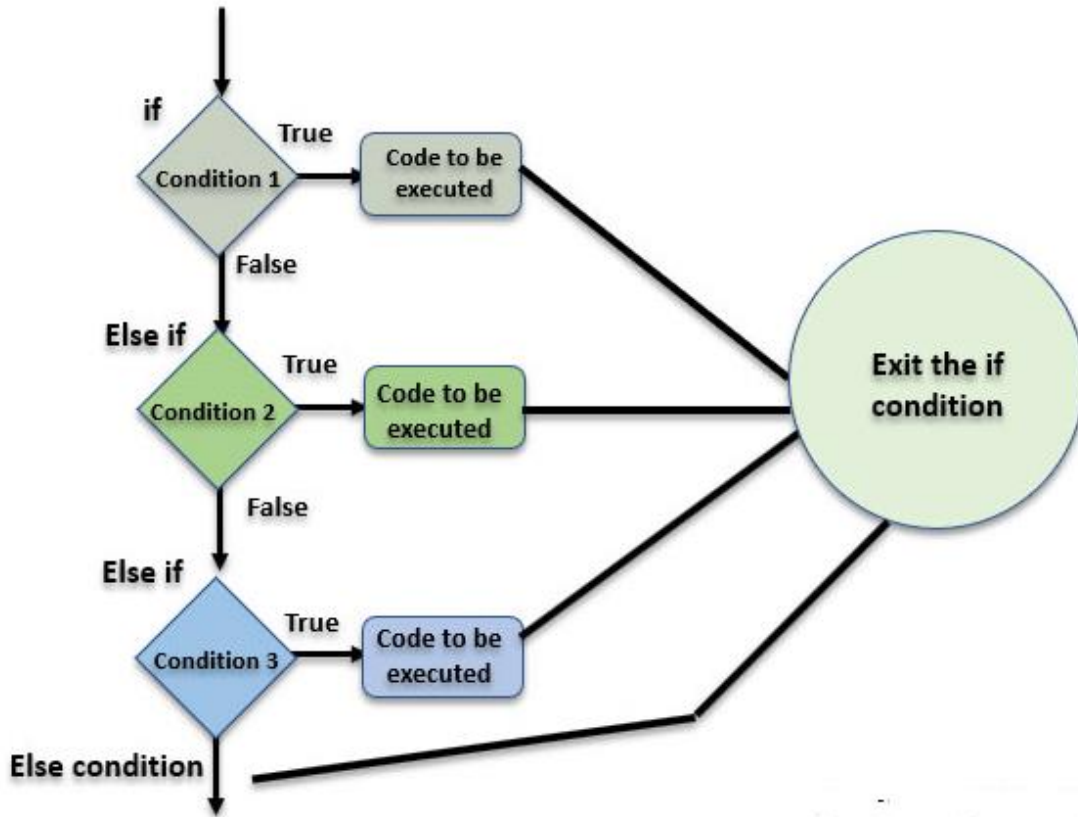 if
True
Condition 1
Code to be
executed
False
Else if
True
Condition 2
Code to be
executed
Exit the if
condition
False
Else if
True
Condition 3
Code to be
executed
Else condition